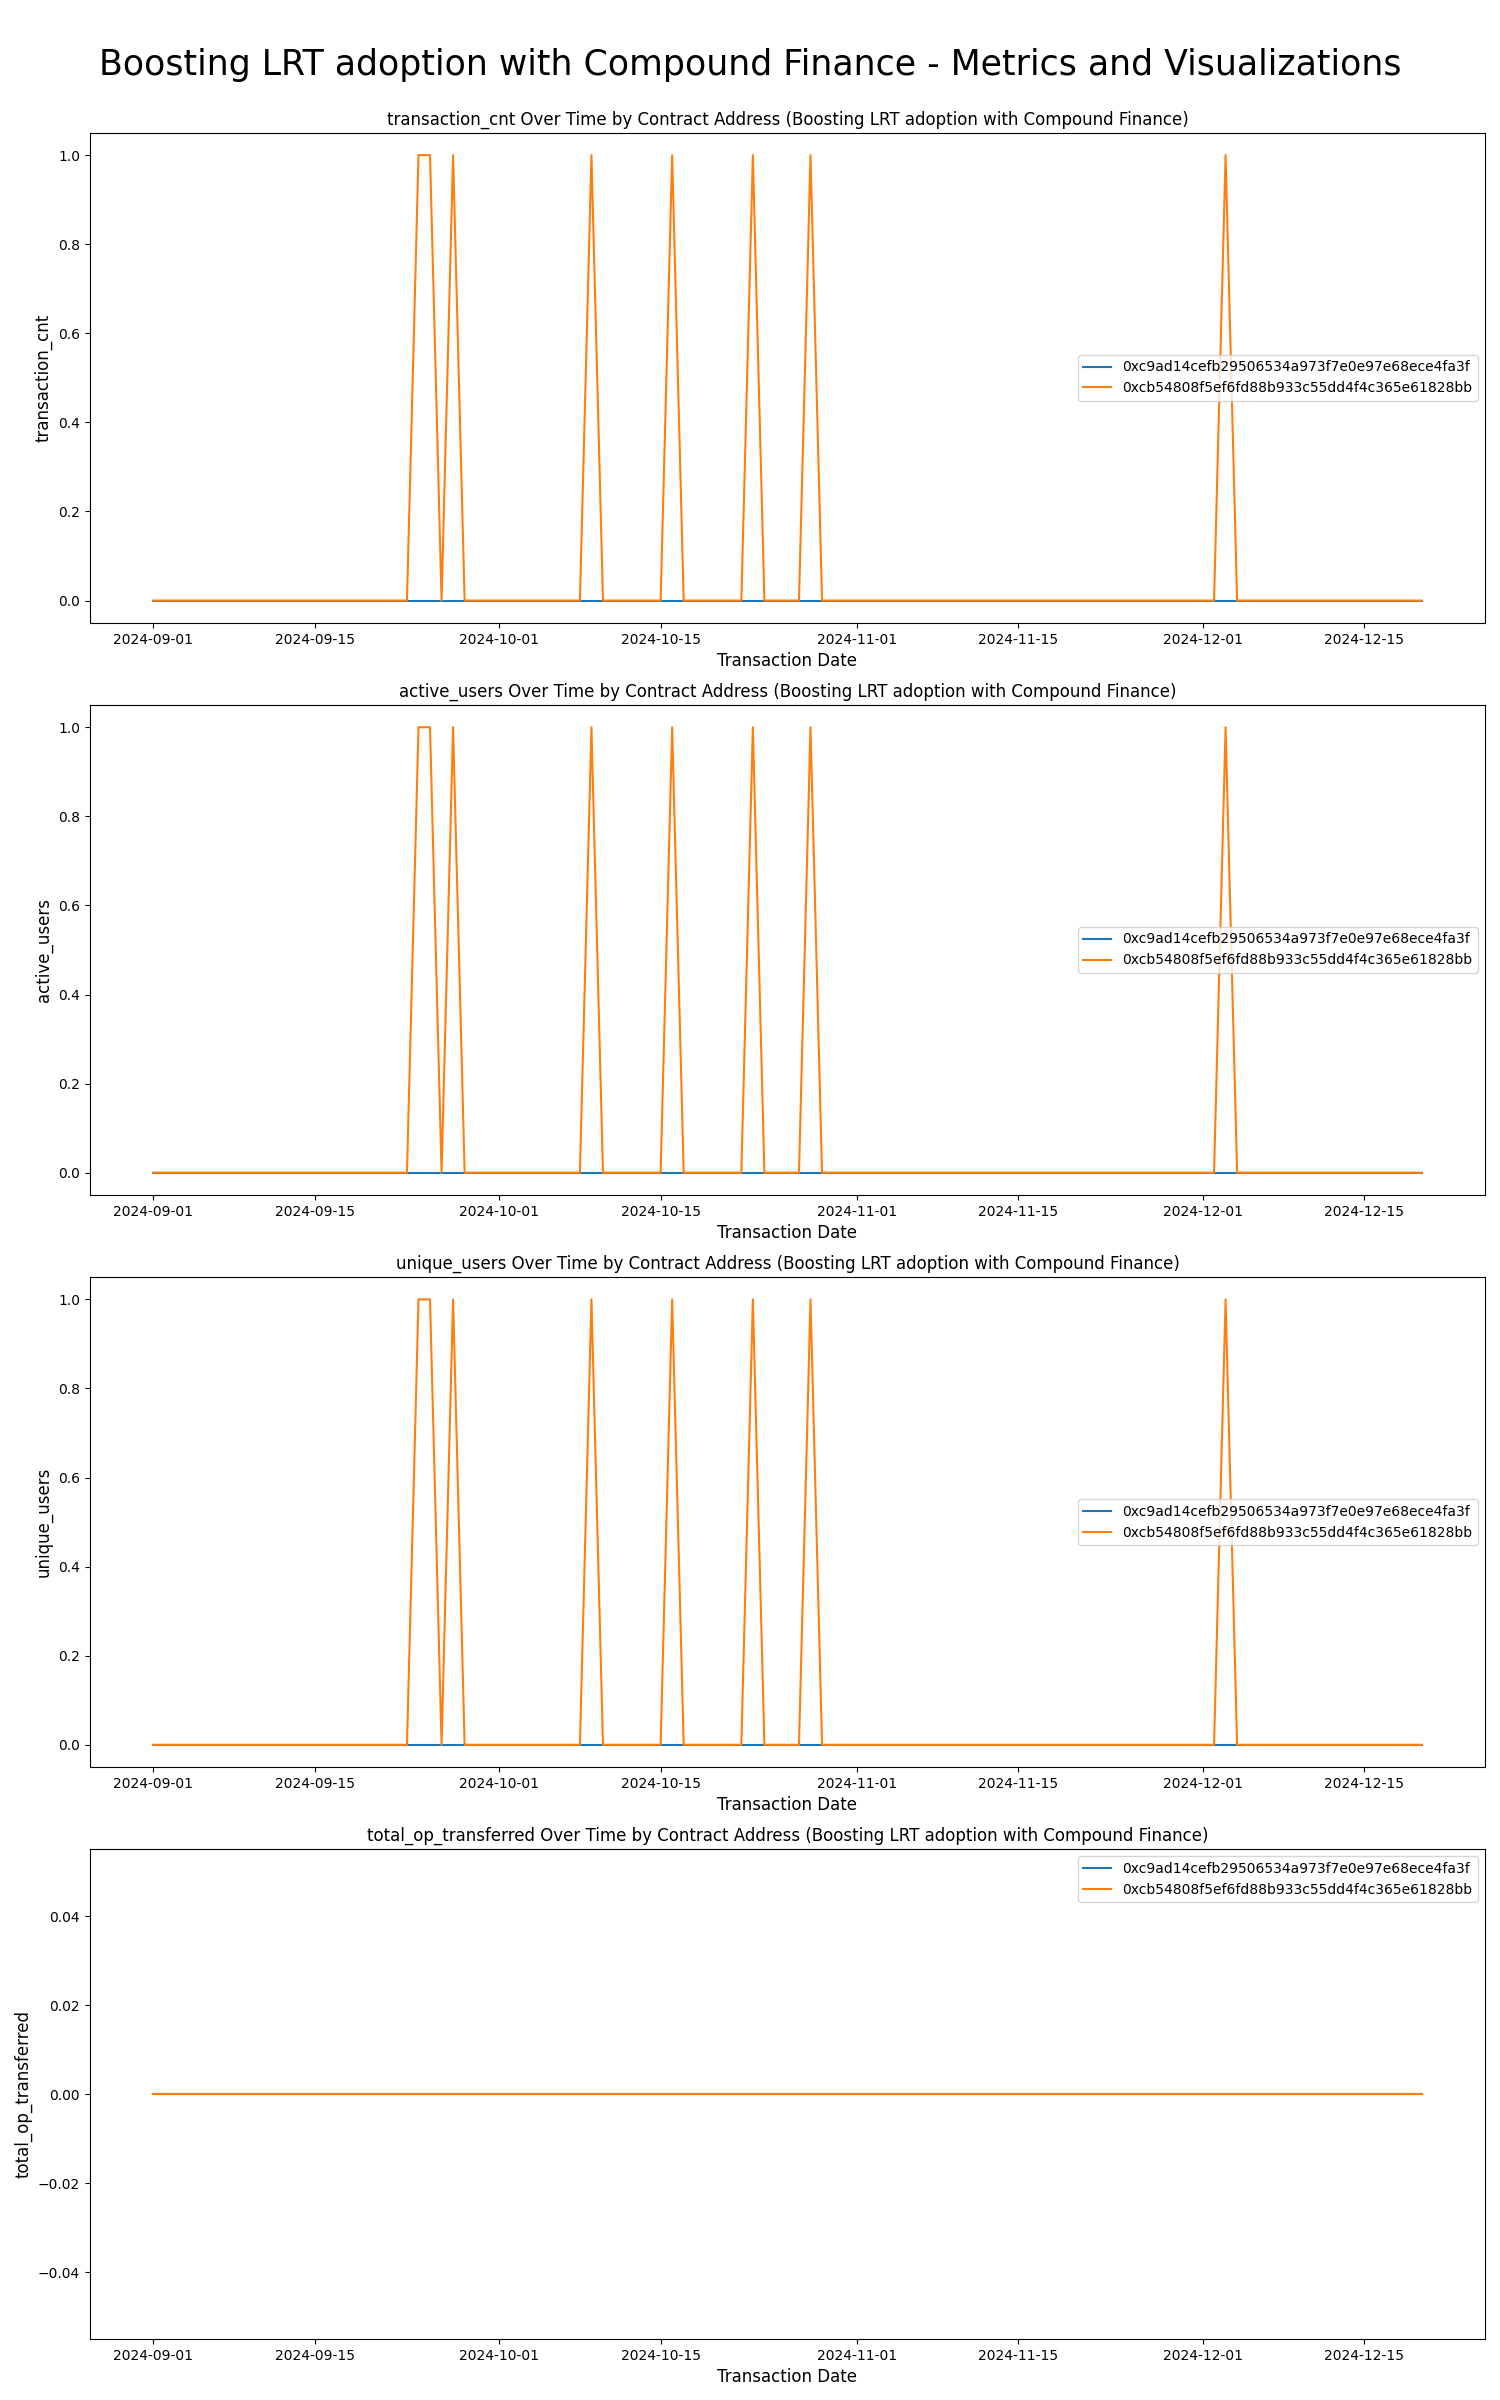 Boosting LRT adoption with Compound Finance - Metrics and Visualizations
transaction_cnt Over Time by Contract Address (Boosting LRT adoption with Compound Finance)
1.0
0.8
0.6
0.4
0.2
0.0
transaction_cnt
0xc9ad14cefb29506534a973f7e0e97e68ece4fa3f
0xcb54808f5ef6fd88b933c55dd4f4c365e61828bb
2024-09-01 2024-09-15 2024-10-01 2024-10-15 2024-11-01 2024-11-15 2024-12-01 2024-12-15
Transaction Date
active_users Over Time by Contract Address (Boosting LRT adoption with Compound Finance)
1.0
0.8
0.6
0.4
0.2
0.0
active_users
0xc9ad14cefb29506534a973f7e0e97e68ece4fa3f
0xcb54808f5ef6fd88b933c55dd4f4c365e61828bb
2024-09-01 2024-09-15 2024-10-01 2024-10-15 2024-11-01 2024-11-15 2024-12-01 2024-12-15
Transaction Date
unique_users Over Time by Contract Address (Boosting LRT adoption with Compound Finance)
1.0
0.8
0.6
0.4
0.2
0.0
unique_users
0xc9ad14cefb29506534a973f7e0e97e68ece4fa3f
0xcb54808f5ef6fd88b933c55dd4f4c365e61828bb
2024-09-01 2024-09-15 2024-10-01 2024-10-15 2024-11-01 2024-11-15 2024-12-01 2024-12-15
Transaction Date
total_op_transferred Over Time by Contract Address (Boosting LRT adoption with Compound Finance)
0xc9ad14cefb29506534a973f7e0e97e68ece4fa3f
0xcb54808f5ef6fd88b933c55dd4f4c365e61828bb
0.04
0.02
0.00
−0.02
−0.04
total_op_transferred
2024-09-01 2024-09-15 2024-10-01 2024-10-15 2024-11-01 2024-11-15 2024-12-01 2024-12-15
Transaction Date